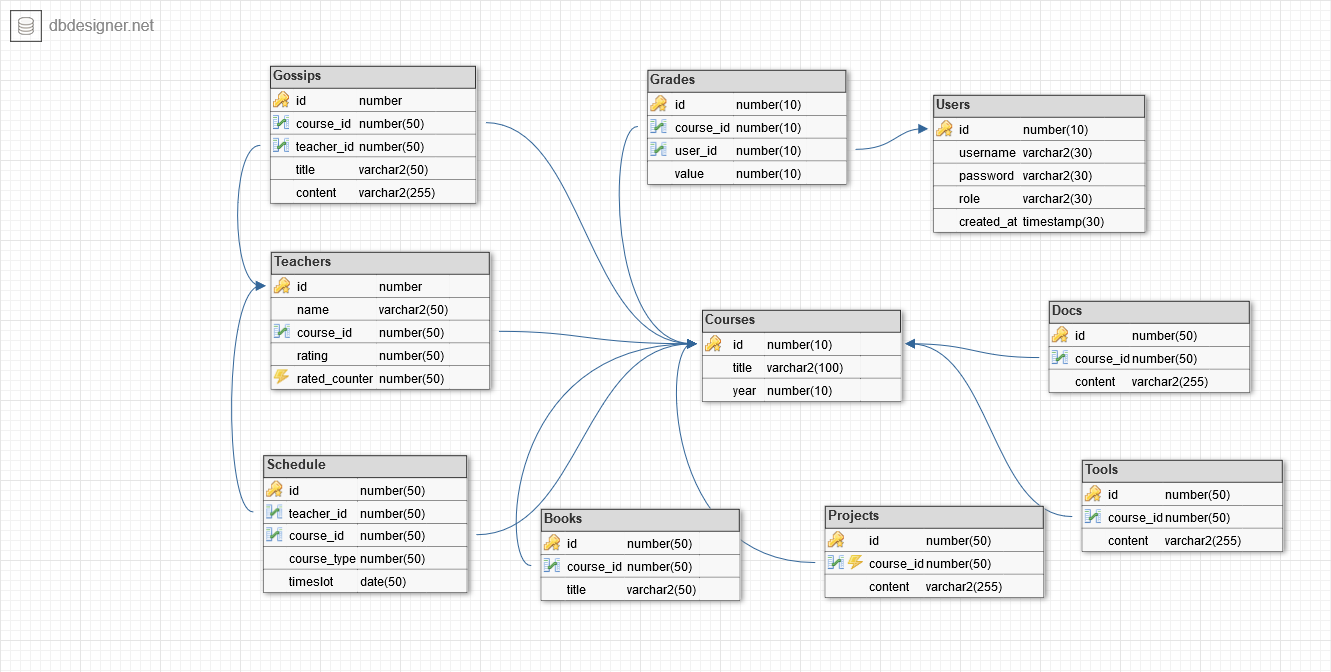 dbdesigner.net
Gossips
id number
course_id number(50)
teacher_id number(50)
title varchar2(50)
content varchar2(255)
Grades
id number(10)
course_id number(10)
user_id number(10)
value number(10)
Users
id number(10)
username varchar2(30)
password varchar2(30)
role varchar2(30)
created_at timestamp(30)
Teachers
id number
name varchar2(50)
course_id number(50)
rating number(50)
rated_counter number(50)
Courses
id number(10)
title varchar2(100)
year number(10)
Docs
id number(50)
course_id number(50)
content varchar2(255)
Schedule
id number(50)
teacher_id number(50)
course_id number(50)
course_type number(50)
timeslot date(50)
Books
id number(50)
course_id number(50)
title varchar2(50)
Projects
id number(50)
course_id number(50)
content varchar2(255)
Tools
id number(50)
course_id number(50)
content varchar2(255)